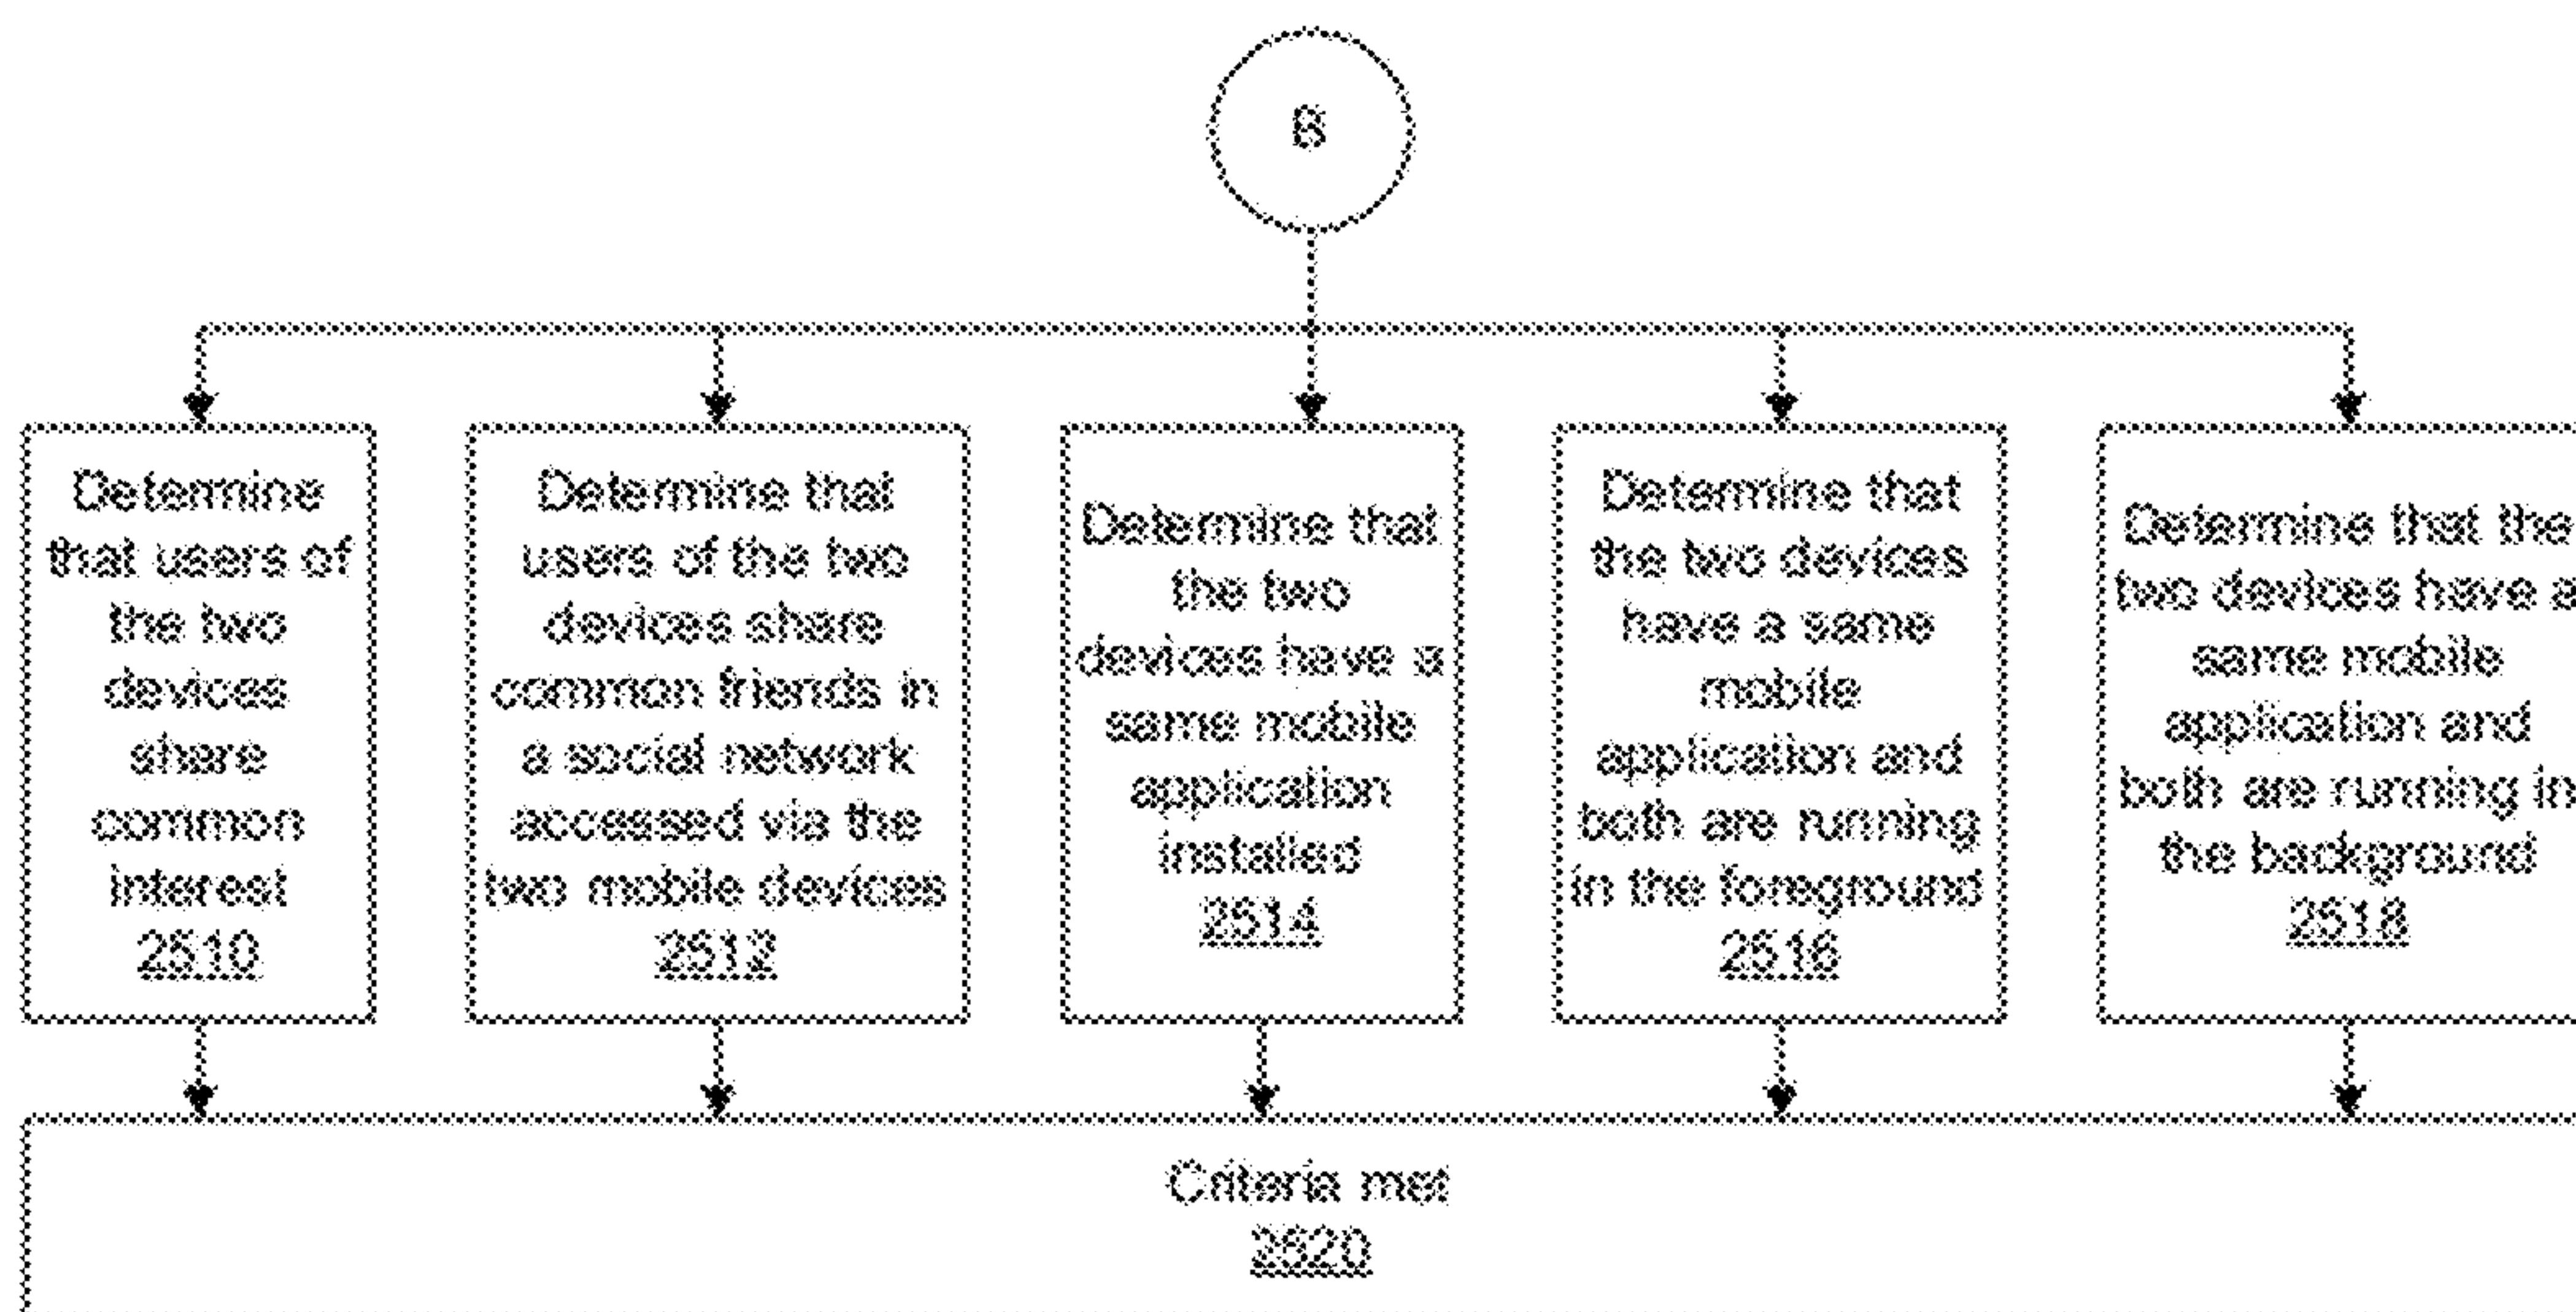 B
Determine
that users of
the two
devices
share
common
interest
2510
Determine that
users of the two
devices share
common friends in
a social network
accessed via the
two mobile devices
2512
Determine that
the two
devices have a
same mobile
application
installed
2514
Determine that
the two devices
have a same
mobile
application and
both are running
in the foreground
2516
Determine that the
two devices have a
same mobile
application and
both are running in
the background
2518
Criteria met
2520